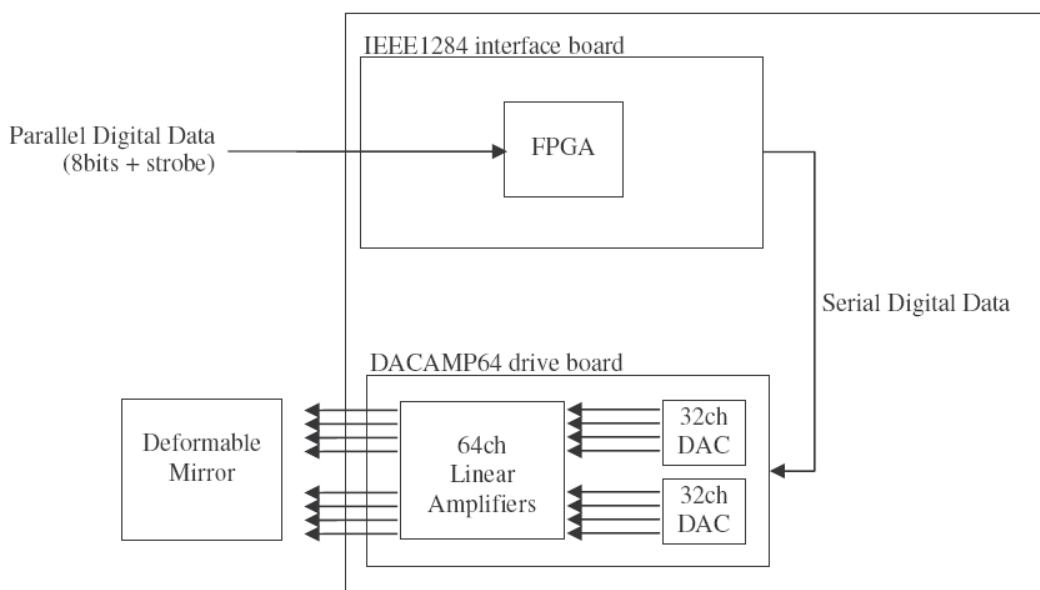 IEEE1284 interface board
FPGA
Parallel Digital Data
(8bits + strobe)
Serial Digital Data
DACAMP64 drive board
Deformable
Mirror
64ch
Linear
Amplifiers
32ch
DAC
32ch
DAC